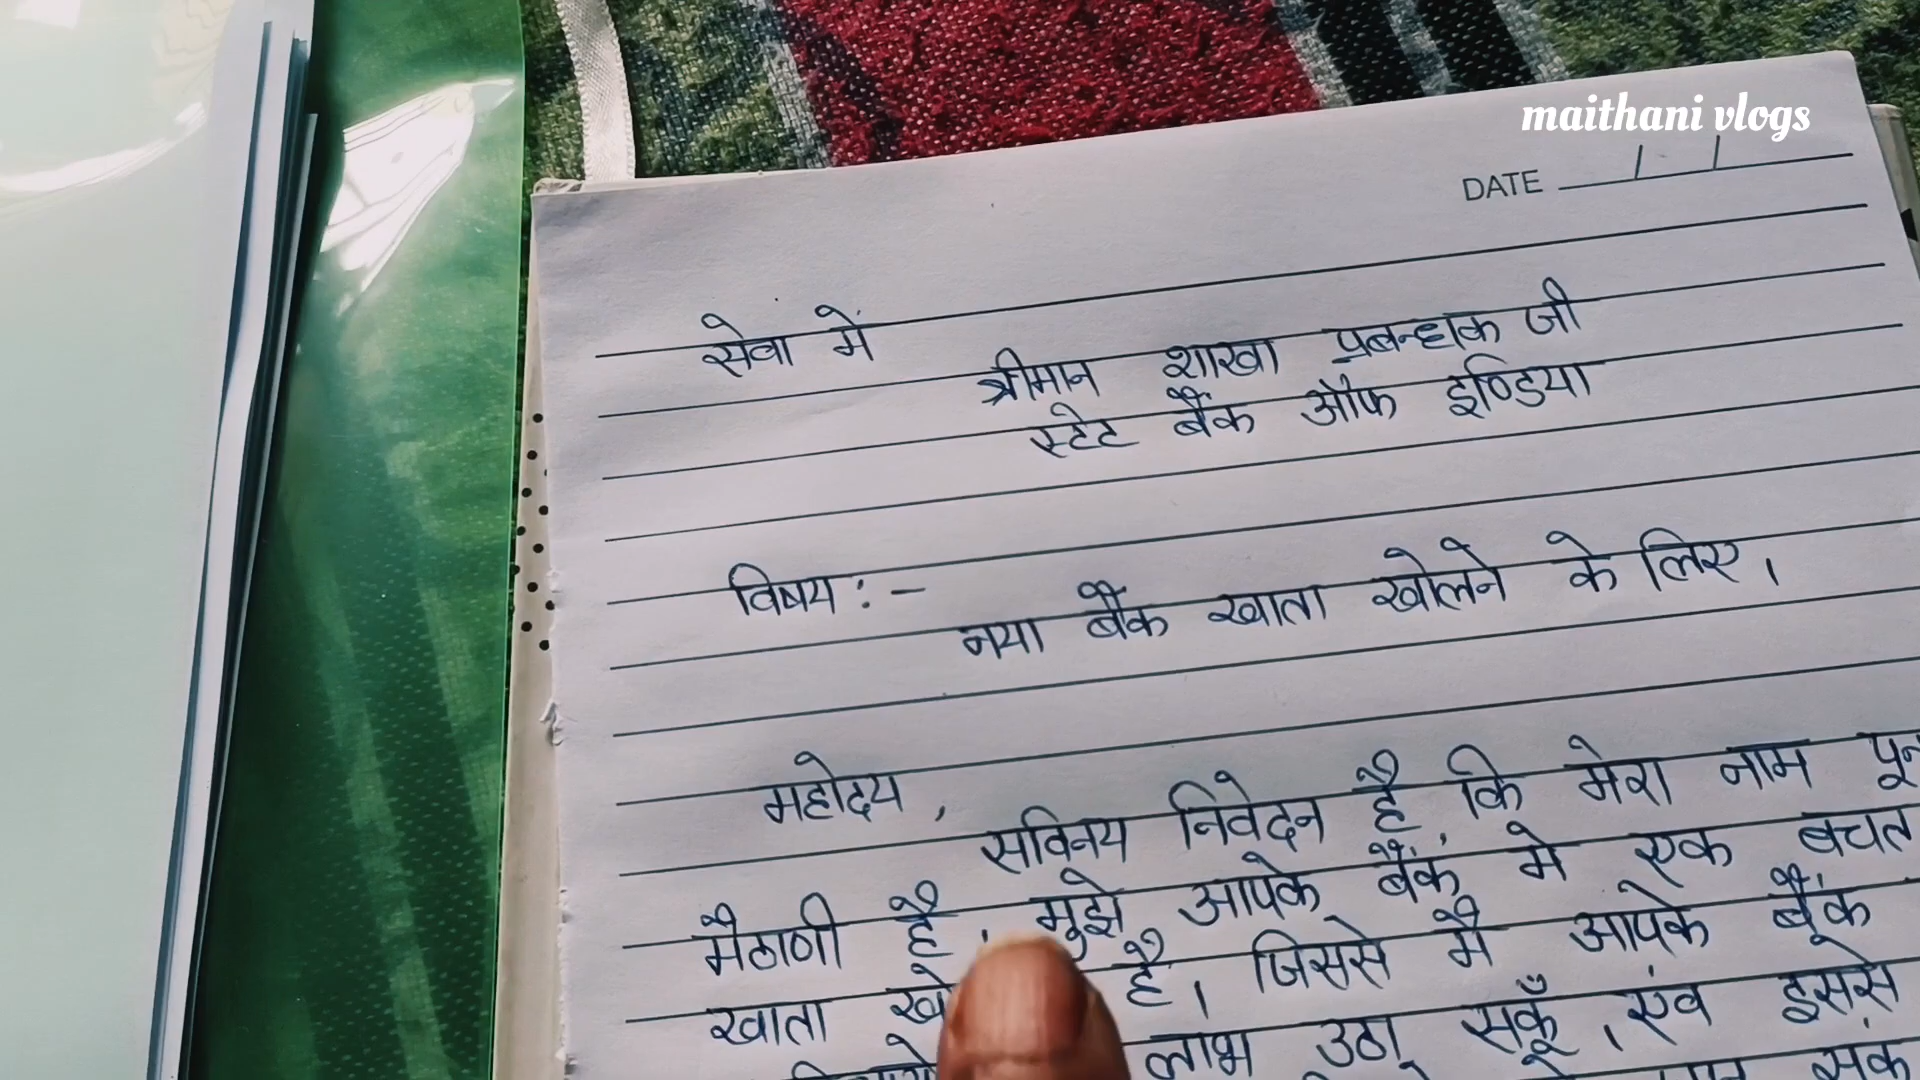 maithani vlogs
DATE
सेवा में
श्रीमान शाखा प्रबन्धक जी
स्टेट बैंक ऑफ इण्डिया
विषय : -
नया बैंक खाता खोलने के लिए ।
महोदय ,
सविनय निवेदन है, कि मेरा नाम
मैठाणी है , मुझे आपके बैंक मे एक बचत
खाता है । जिससे मै आपके बैंक
लाभ उठा सकूँ । एंव इससे